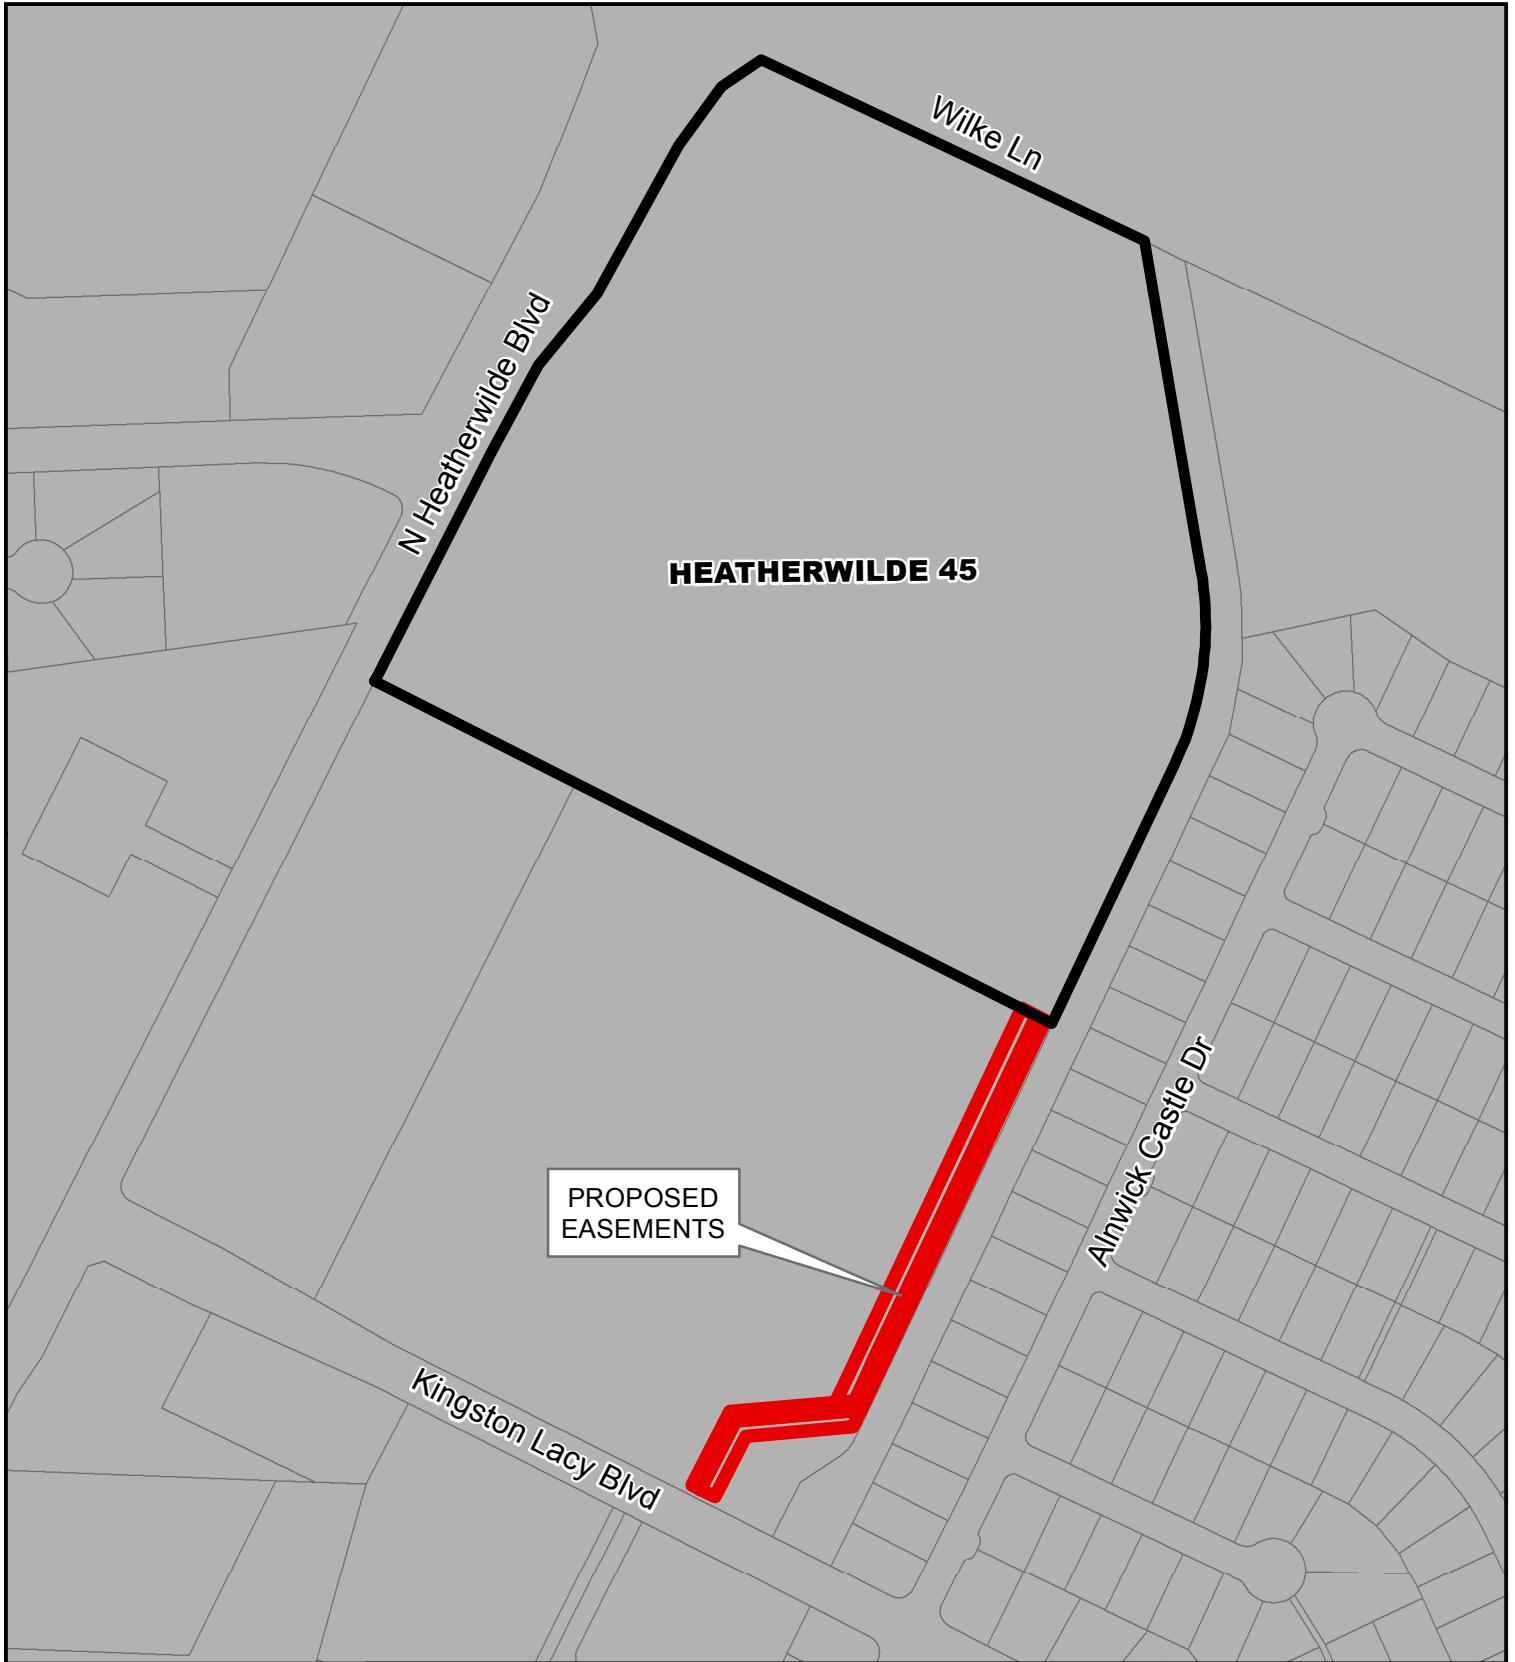 Wilke Ln
N Heatherwilde Blvd
HEATHERWILDE 45
Alnwick Castle Dr
PROPOSED
EASEMENTS
Kingston Lacy Blvd